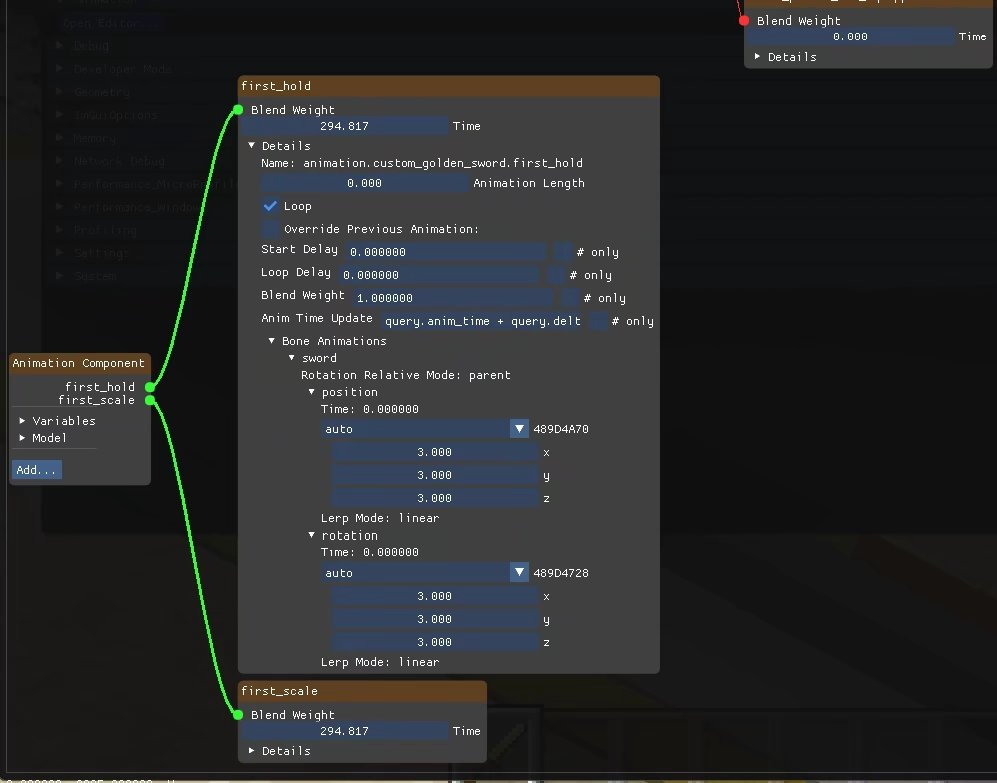 Open Editor...
Debug
Developer Mode
Geometry
ImGuiOptions
Memory
Network Debug
Performance_MicroProfil
Performance_Window
Profiling
Settings
System
Blend Weight
0.000 Time
Details
first_hold
Blend Weight
294.817 Time
Details
Name: animation.custom_golden_sword.first_hold
0.000 Animation Length
Loop
Override Previous Animation:
Start Delay 0.000000 # only
Loop Delay 0.000000 # only
Blend Weight 1.000000 # only
Anim Time Update query.anim_time + query.delt # only
Bone Animations
sword
Rotation Relative Mode: parent
position
Time: 0.000000
auto 489D4A70
3.000 x
3.000 y
3.000 z
Lerp Mode: linear
rotation
Time: 0.000000
auto 489D4728
3.000 x
3.000 y
3.000 z
Lerp Mode: linear
Animation Component
first_hold
first_scale
Variables
Model
Add...
first_scale
Blend Weight
294.817 Time
Details